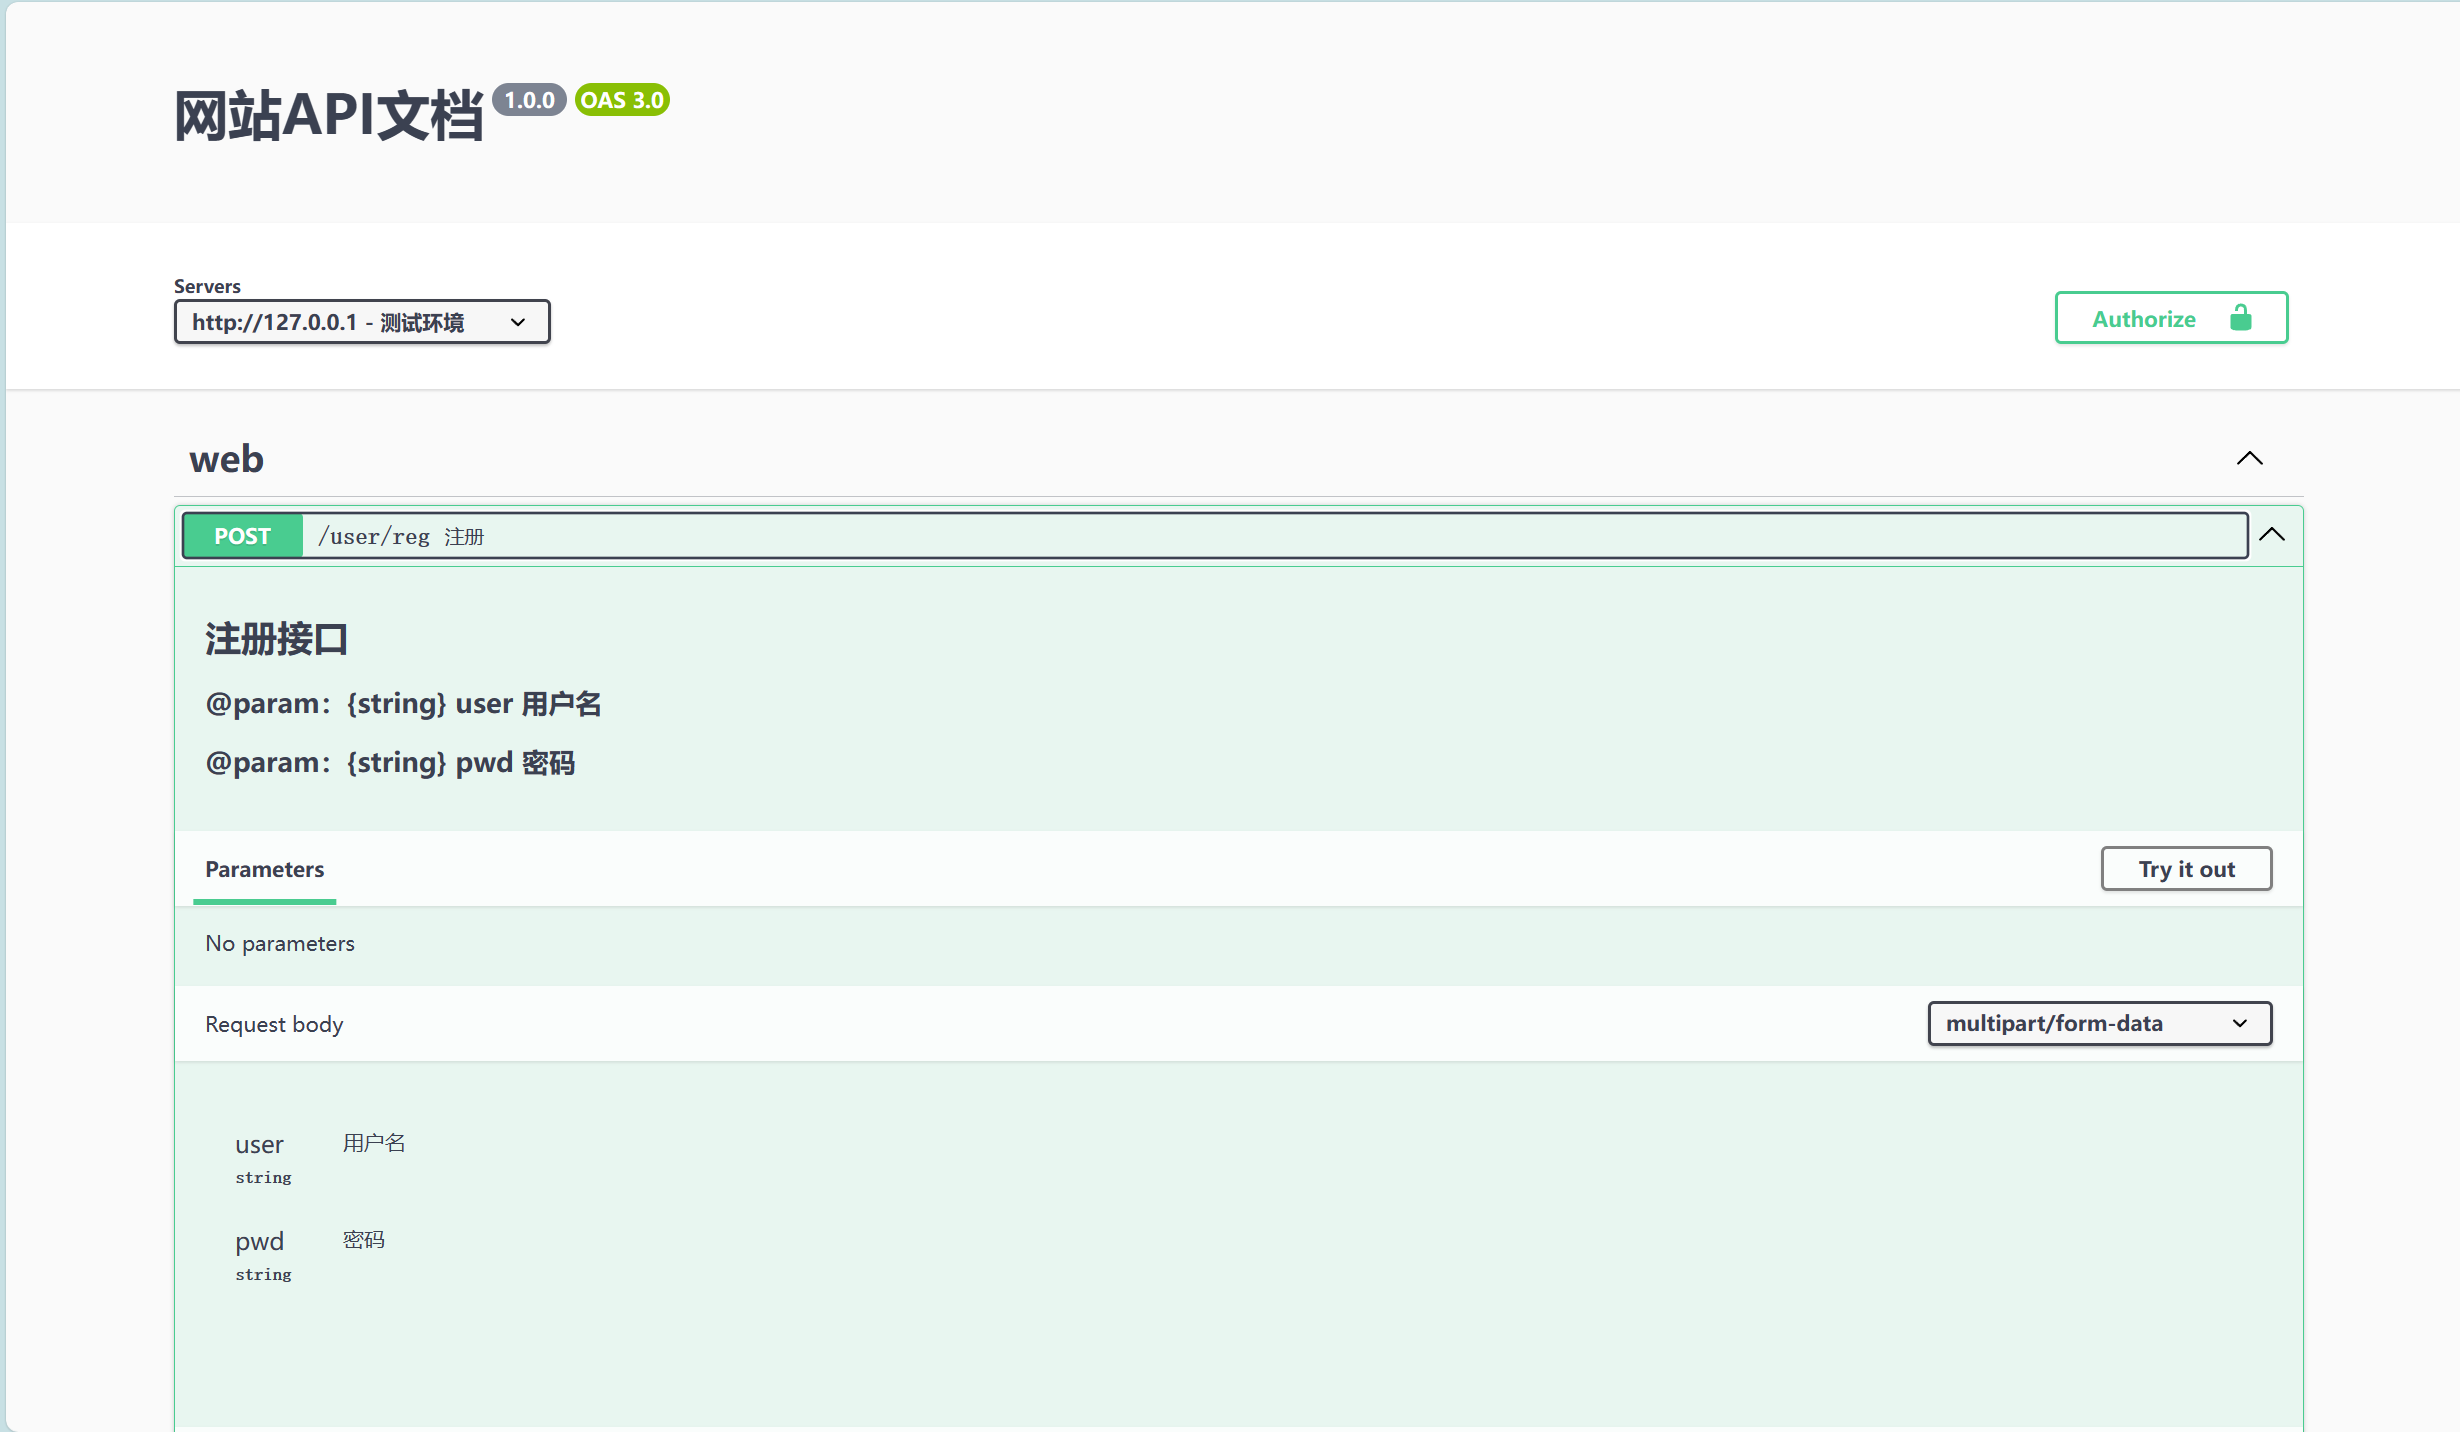 网站API文档 1.0.0 OAS 3.0
Servers
http://127.0.0.1 - 测试环境
Authorize
web
POST /user/reg 注册
注册接口
@param：{string} user 用户名
@param：{string} pwd 密码
Parameters
Try it out
No parameters
Request body
multipart/form-data
user 用户名
string
pwd 密码
string